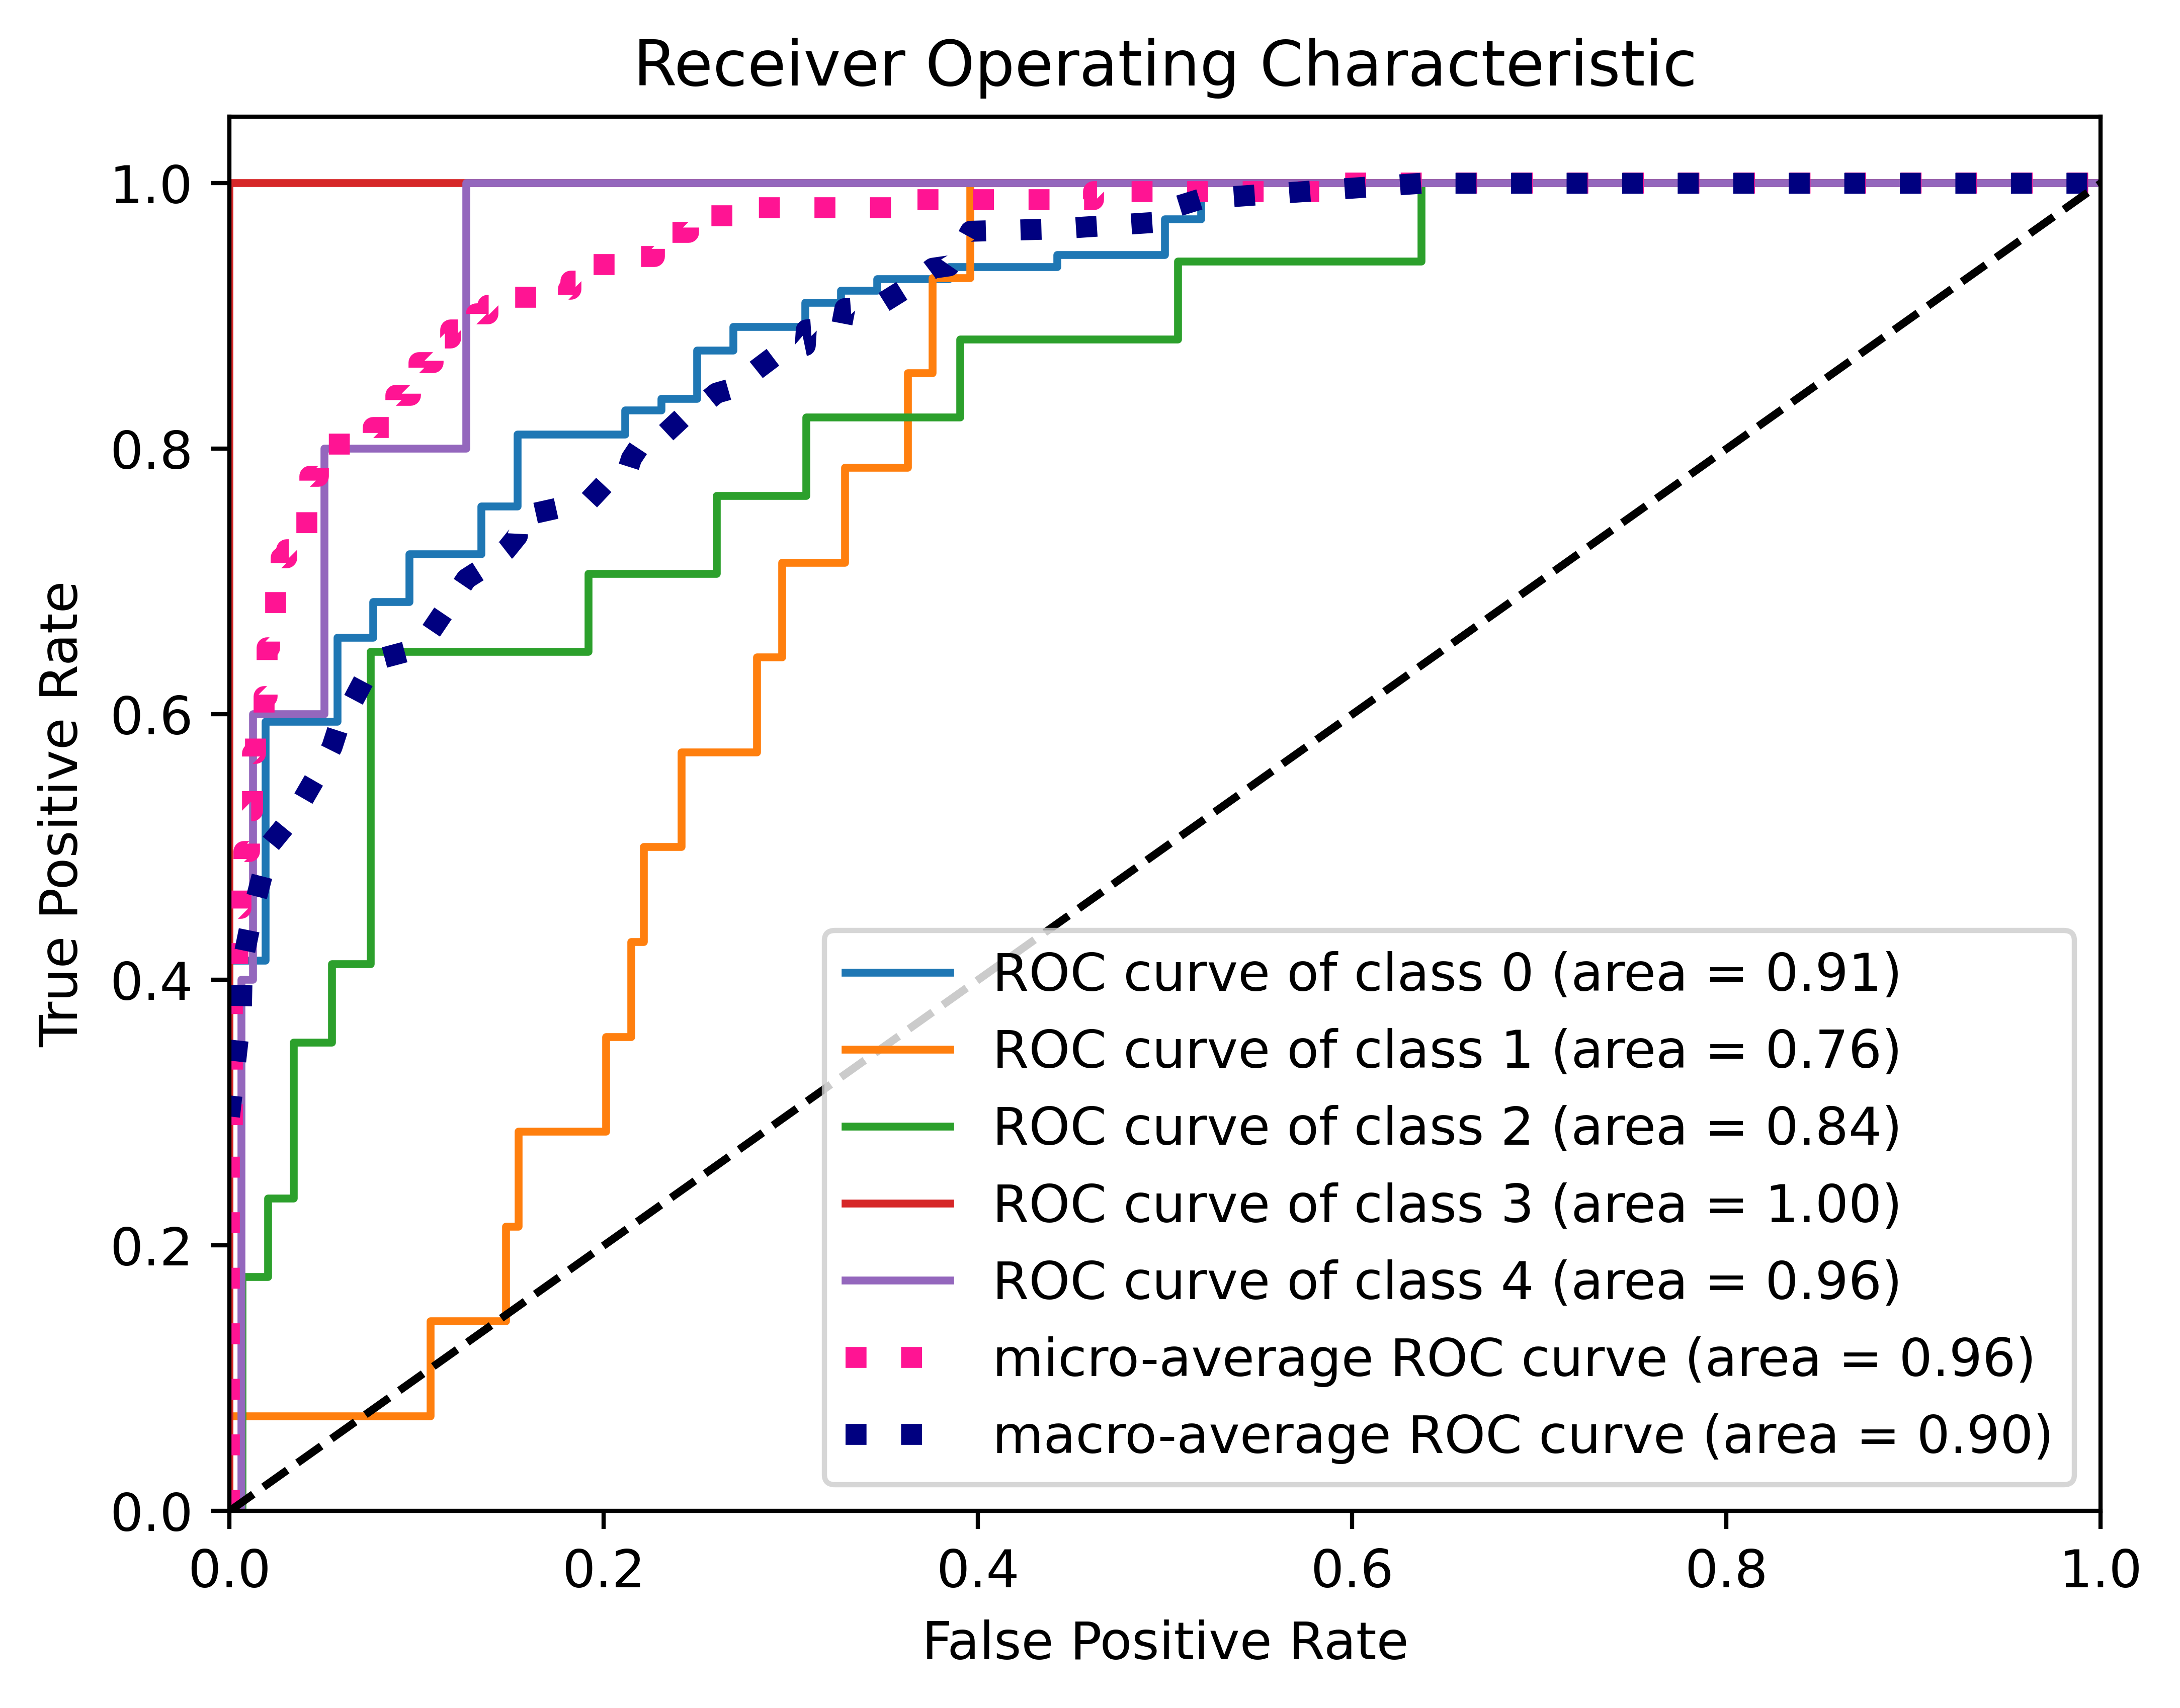 Receiver Operating Characteristic
True Positive Rate
1.0
0.8
0.6
0.4
0.2
0.0
ROC curve of class 0 (area = 0.91)
ROC curve of class 1 (area = 0.76)
ROC curve of class 2 (area = 0.84)
ROC curve of class 3 (area = 1.00)
ROC curve of class 4 (area = 0.96)
micro-average ROC curve (area = 0.96)
macro-average ROC curve (area = 0.90)
0.0 0.2 0.4 0.6 0.8 1.0
False Positive Rate